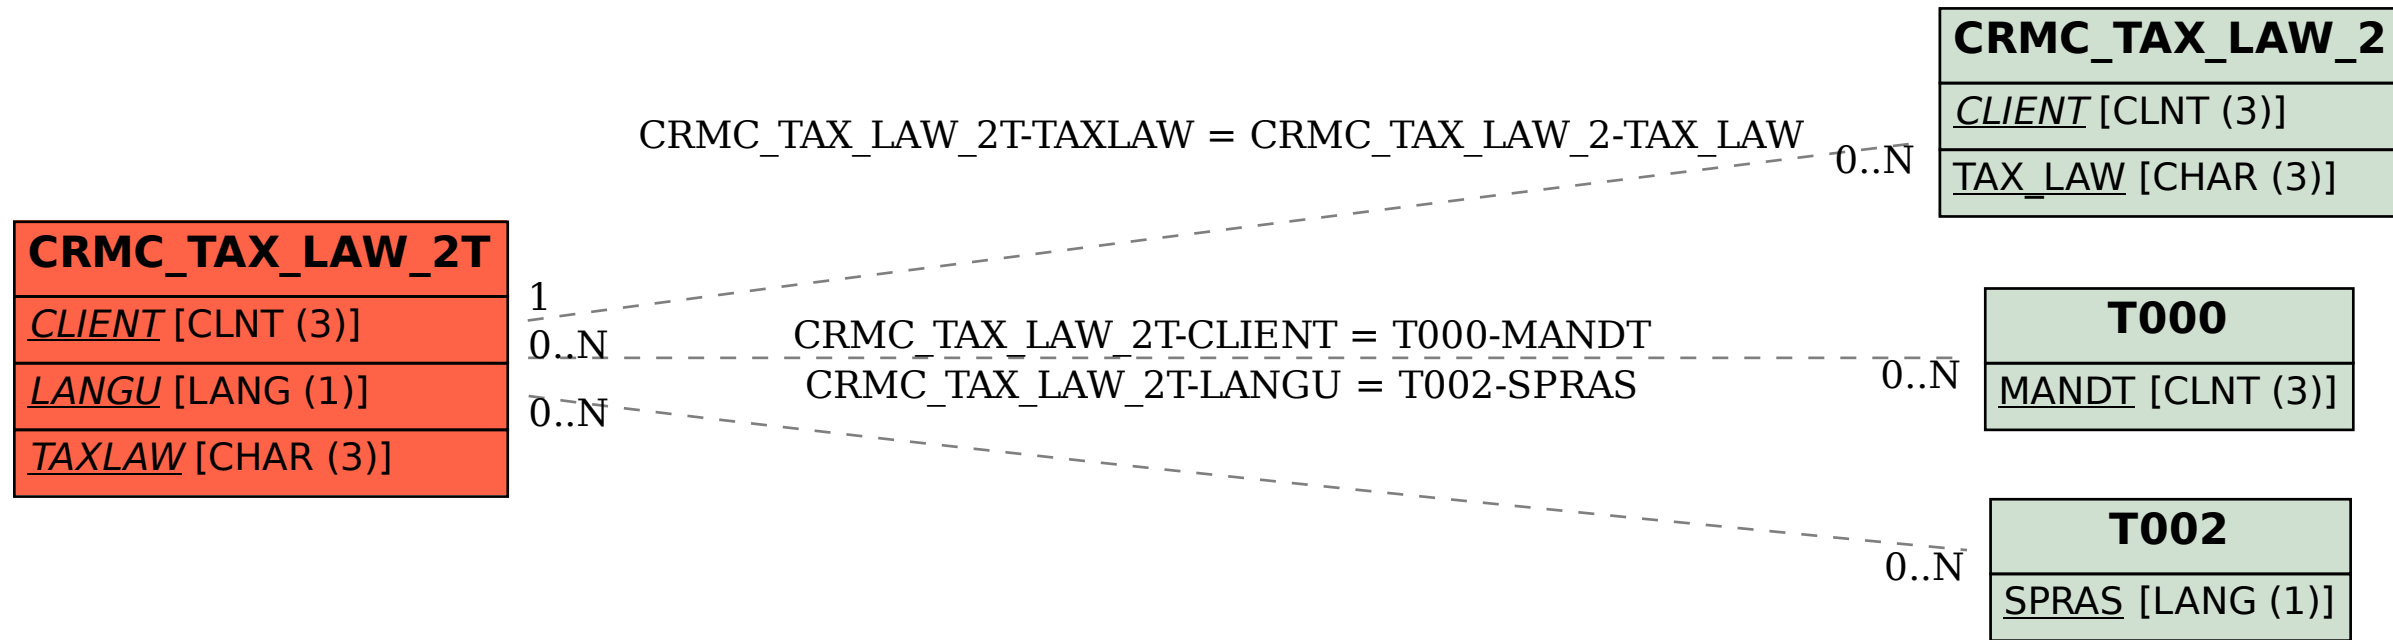 CRMC_TAX_LAW_2
CLIENT [CLNT (3)]
TAX_LAW [CHAR (3)]
CRMC_TAX_LAW_2T-TAXLAW = CRMC_TAX_LAW_2-TAX_LAW
0..N
CRMC_TAX_LAW_2T
CLIENT [CLNT (3)]
LANGU [LANG (1)]
TAXLAW [CHAR (3)]
1
0..N
0..N
CRMC_TAX_LAW_2T-CLIENT = T000-MANDT
CRMC_TAX_LAW_2T-LANGU = T002-SPRAS
0..N
T000
MANDT [CLNT (3)]
0..N
T002
SPRAS [LANG (1)]